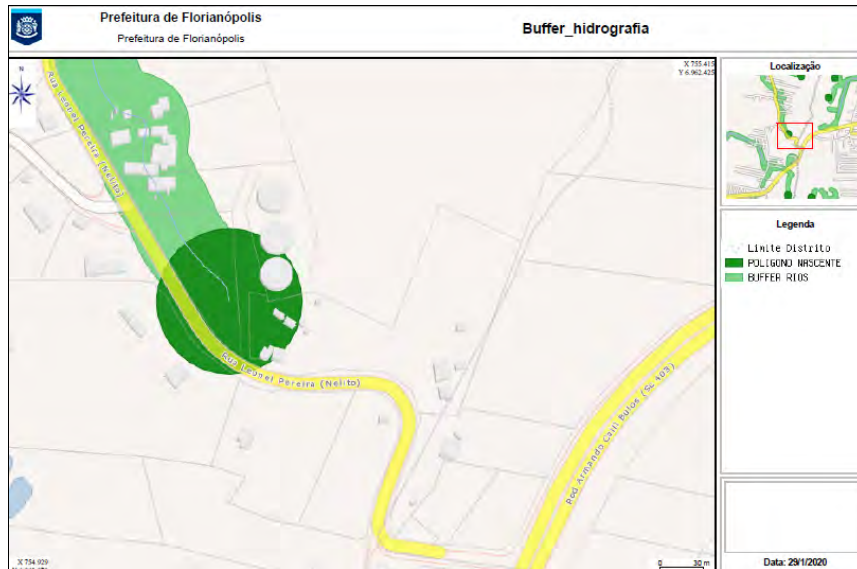 Prefeitura de Florianópolis
Prefeitura de Florianópolis
Buffer_hidrografia
N
X 755.415
Y 6.962.425
Rua Leonel Pereira (Nelito)
Rua Leonel Pereira (Nelito)
Rod Armando Calil Bulos (SC 403)
X 754.929
0 30 m
Localização
Legenda
Limite Distrito
POLIGONO NASCENTE
BUFFER RIOS
Data: 29/1/2020